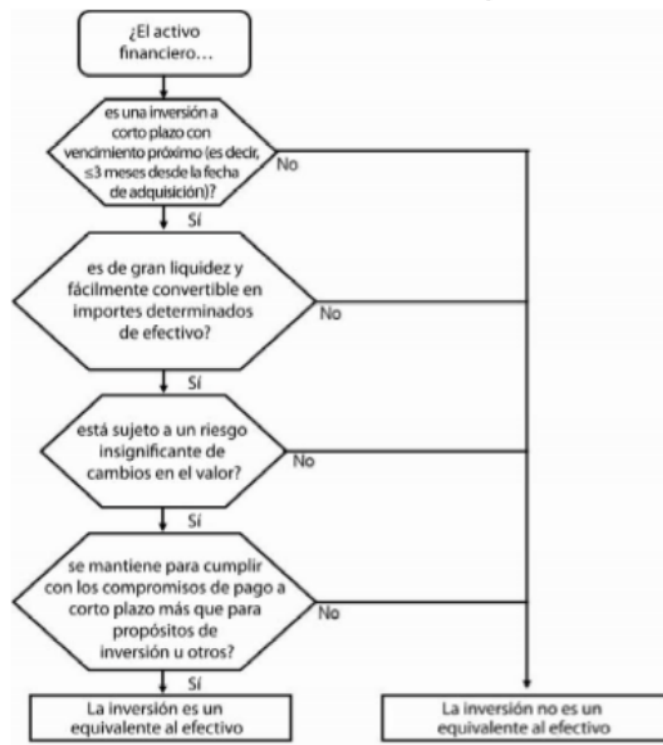 ¿El activo
financiero...
es una inversión a
corto plazo con
vencimiento próximo (es decir,
≤3 meses desde la fecha
de adquisición)?
No
Sí
es de gran liquidez y
fácilmente convertible en
importes determinados
de efectivo?
No
Sí
está sujeto a un riesgo
insignificante de
cambios en el valor?
No
Sí
se mantiene para cumplir
con los compromisos de pago a
corto plazo más que para
propósitos de
inversión u otros?
No
Sí
La inversión es un
equivalente al efectivo
La inversión no es un
equivalente al efectivo